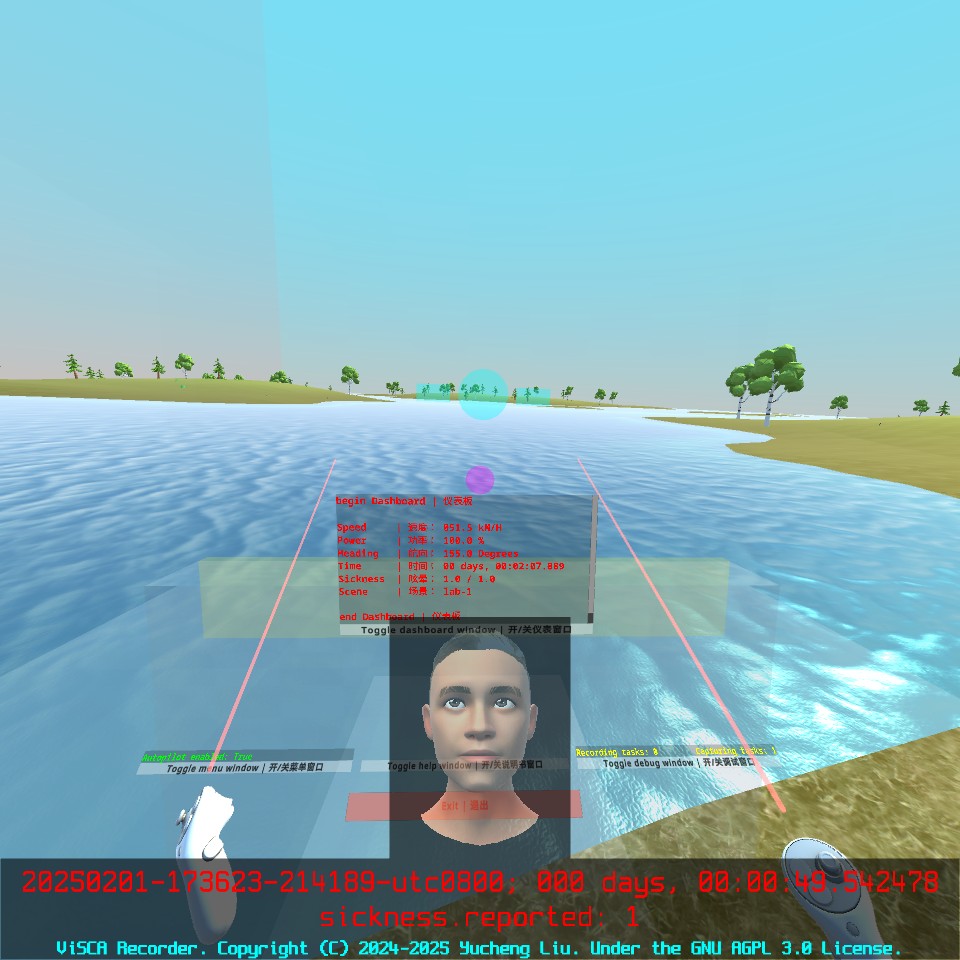 begin Dashboard | 仪表板
Speed | 速度: 051.5 kN/H
Power | 功率: 100.0 %
Heading | 航向: 155.0 Degrees
Time | 时间: 00 days, 00:02:07.889
Sickness | 眩晕: 1.0 / 1.0
Scene | 场景: lab-1
end Dashboard | 仪表板
Toggle dashboard window | 开/关仪表窗口
Autopilot enabled: True
Recording tasks: 0 Capturing tasks: 1
Toggle menu window | 开/关菜单窗口
Toggle help window | 开/关说明书窗口
Toggle debug window | 开/关调试窗口
Exit | 退出
20250201-173623-214189-utc0800; 000 days, 00:00:49.542478
sickness.reported: 1
ViSCA Recorder. Copyright (C) 2024-2025 Yucheng Liu. Under the GNU AGPL 3.0 License.